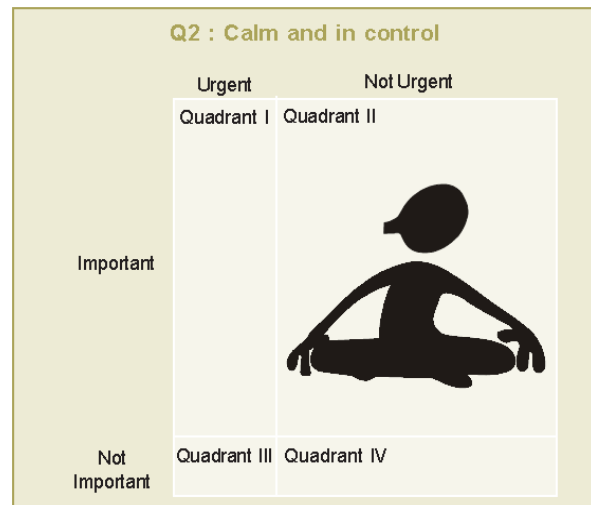 Q2 : Calm and in control
Urgent Not Urgent
Quadrant I Quadrant II
Important
Not Important Quadrant III Quadrant IV